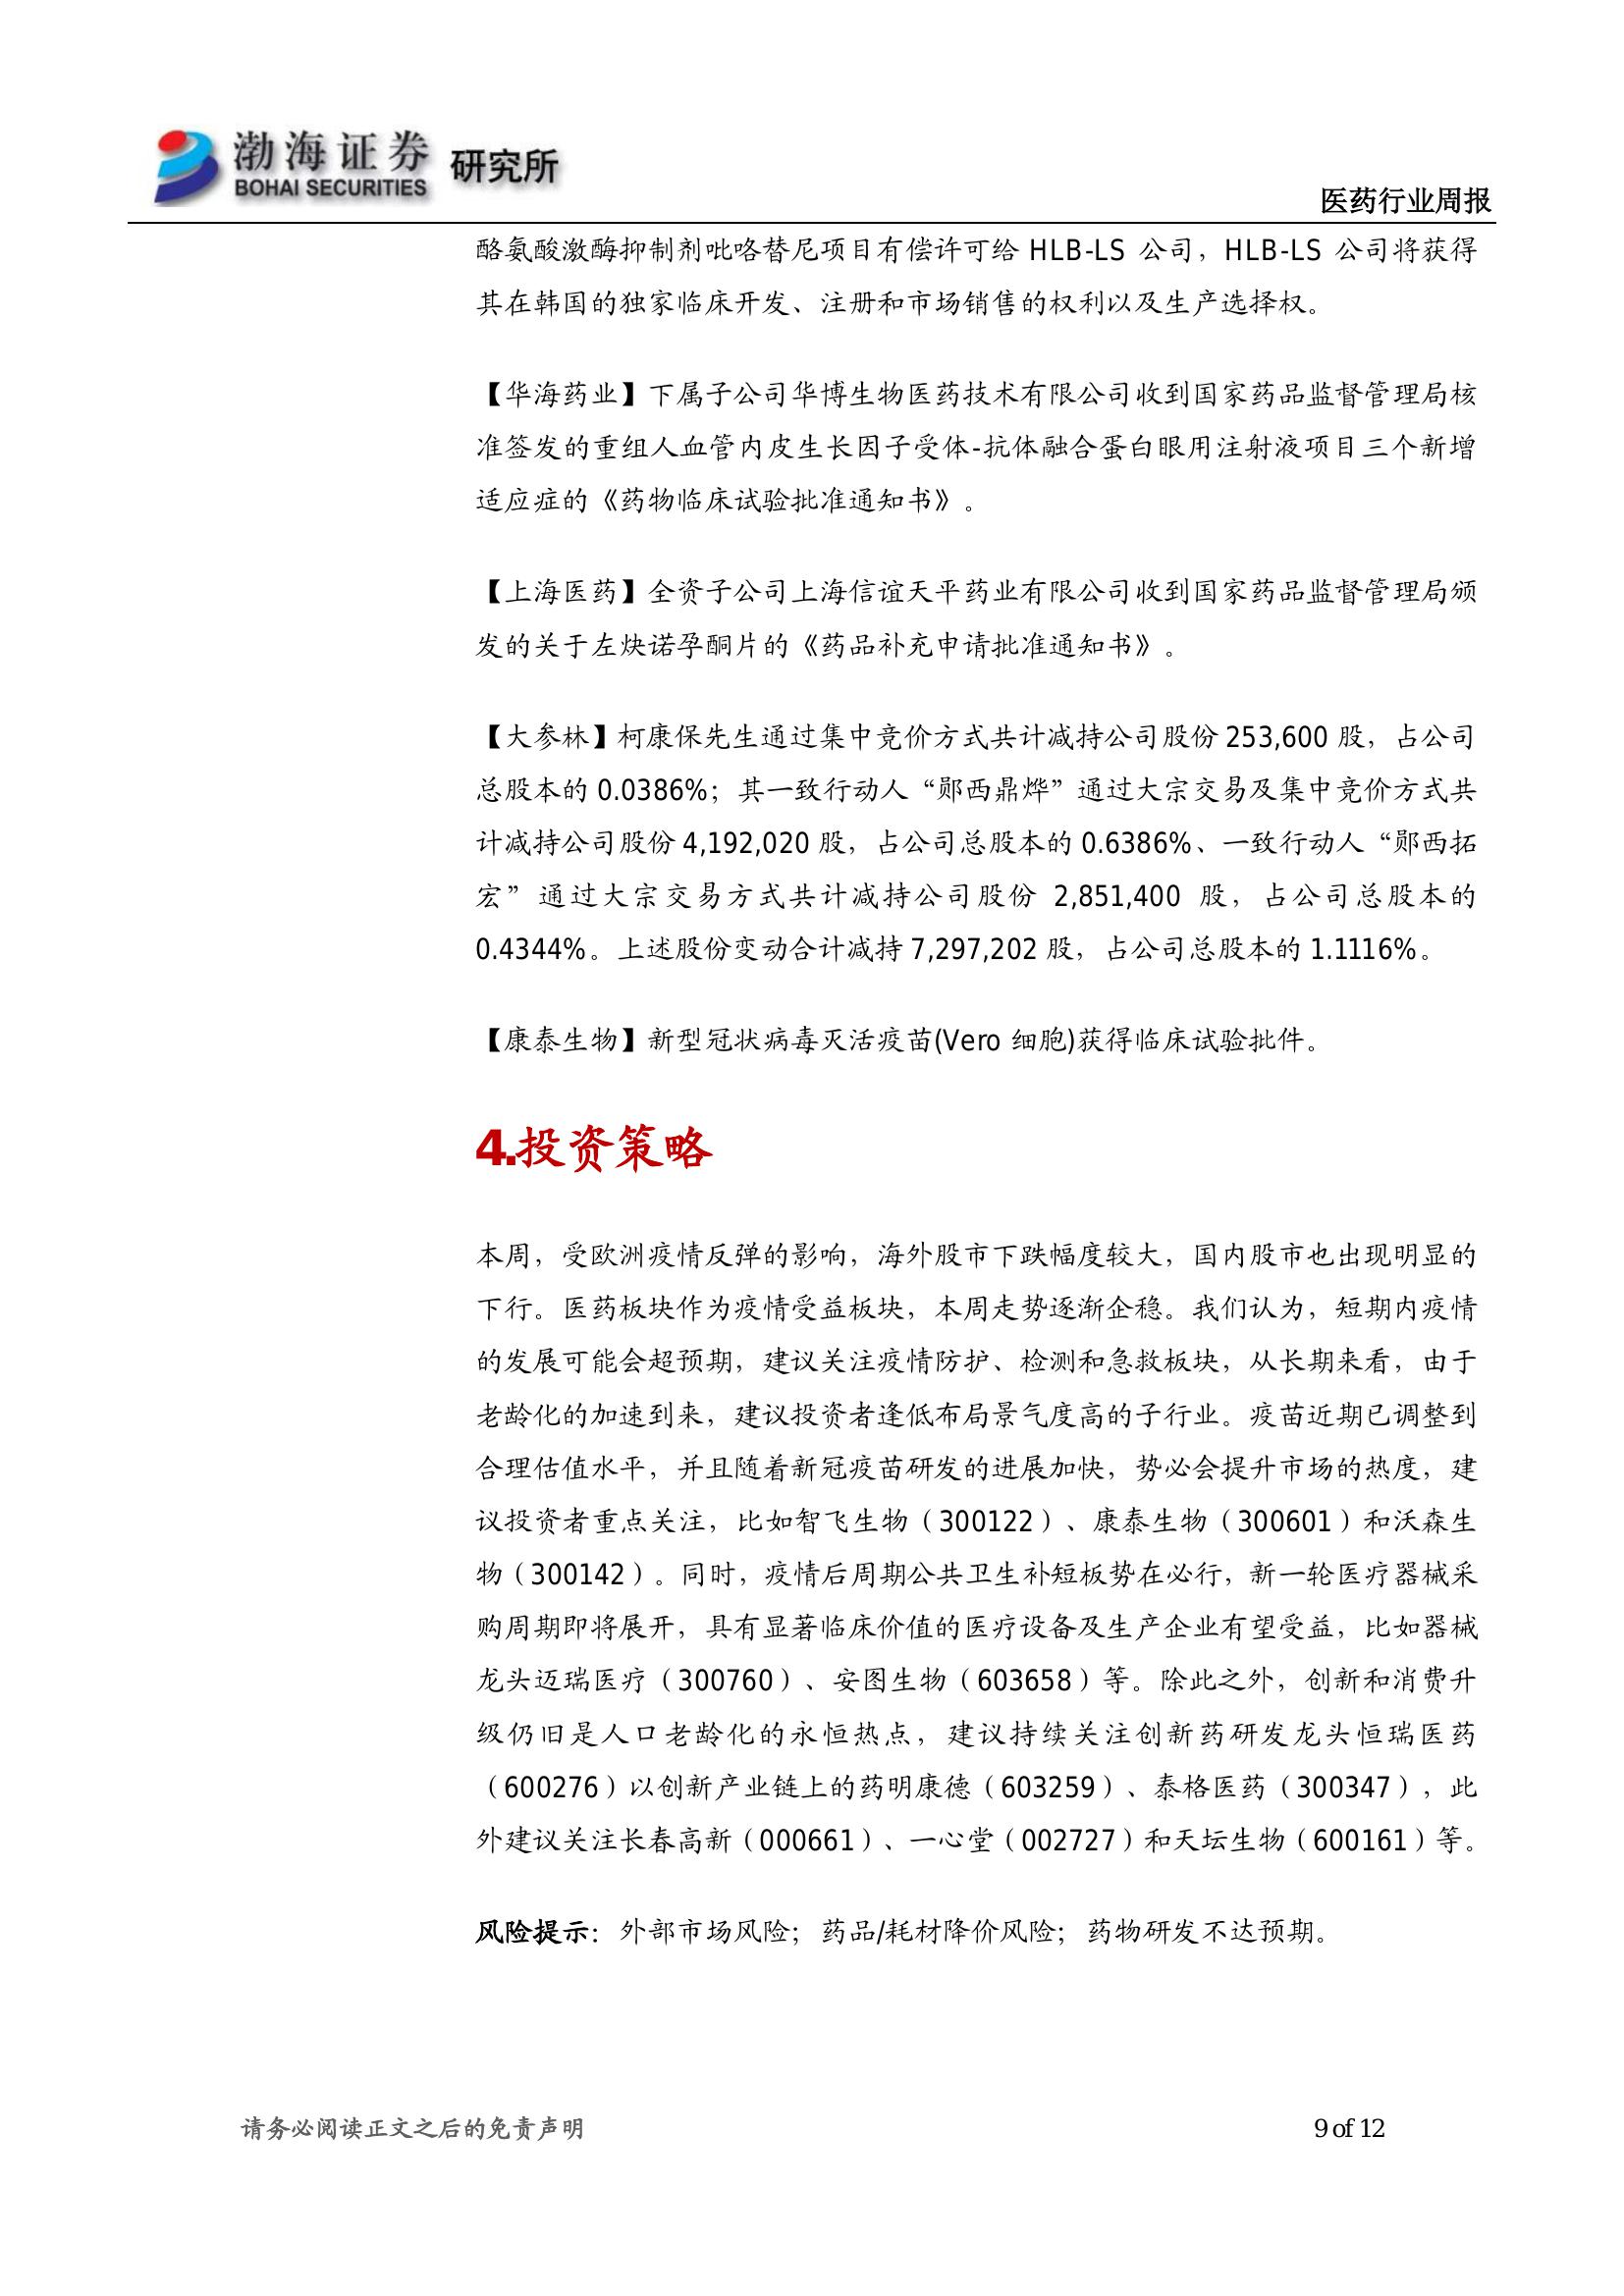 渤海证券 研究所
BOHAI SECURITIES
医药行业周报
酪氨酸激酶抑制剂吡咯替尼项目有偿许可给 HLB-LS 公司，HLB-LS 公司将获得
其在韩国的独家临床开发、注册和市场销售的权利以及生产选择权。
【华海药业】下属子公司华博生物医药技术有限公司收到国家药品监督管理局核
准签发的重组人血管内皮生长因子受体-抗体融合蛋白眼用注射液项目三个新增
适应症的《药物临床试验批准通知书》。
【上海医药】全资子公司上海信谊天平药业有限公司收到国家药品监督管理局颁
发的关于左炔诺孕酮片的《药品补充申请批准通知书》。
【大参林】柯康保先生通过集中竞价方式共计减持公司股份 253,600 股，占公司
总股本的 0.0386%；其一致行动人“郧西鼎烨”通过大宗交易及集中竞价方式共
计减持公司股份 4,192,020 股，占公司总股本的 0.6386%、一致行动人“郧西拓
宏”通过大宗交易方式共计减持公司股份 2,851,400 股，占公司总股本的
0.4344%。上述股份变动合计减持 7,297,202 股，占公司总股本的 1.1116%。
【康泰生物】新型冠状病毒灭活疫苗(Vero 细胞)获得临床试验批件。
4.投资策略
本周，受欧洲疫情反弹的影响，海外股市下跌幅度较大，国内股市也出现明显的
下行。医药板块作为疫情受益板块，本周走势逐渐企稳。我们认为，短期内疫情
的发展可能会超预期，建议关注疫情防护、检测和急救板块，从长期来看，由于
老龄化的加速到来，建议投资者逢低布局景气度高的子行业。疫苗近期已调整到
合理估值水平，并且随着新冠疫苗研发的进展加快，势必会提升市场的热度，建
议投资者重点关注，比如智飞生物（300122）、康泰生物（300601）和沃森生
物（300142）。同时，疫情后周期公共卫生补短板势在必行，新一轮医疗器械采
购周期即将展开，具有显著临床价值的医疗设备及生产企业有望受益，比如器械
龙头迈瑞医疗（300760）、安图生物（603658）等。除此之外，创新和消费升
级仍旧是人口老龄化的永恒热点，建议持续关注创新药研发龙头恒瑞医药
（600276）以创新产业链上的药明康德（603259）、泰格医药（300347），此
外建议关注长春高新（000661）、一心堂（002727）和天坛生物（600161）等。
风险提示：外部市场风险；药品/耗材降价风险；药物研发不达预期。
请务必阅读正文之后的免责声明
9 of 12